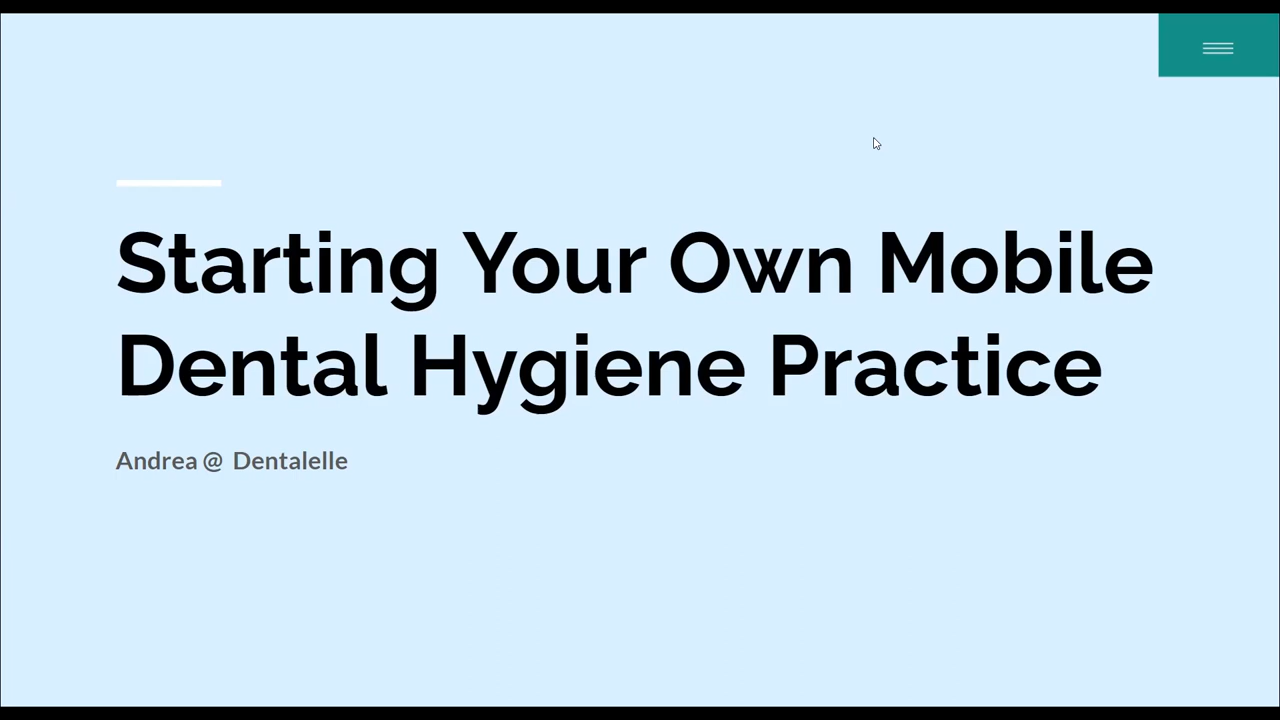 Starting Your Own Mobile
Dental Hygiene Practice
Andrea @ Dentalelle